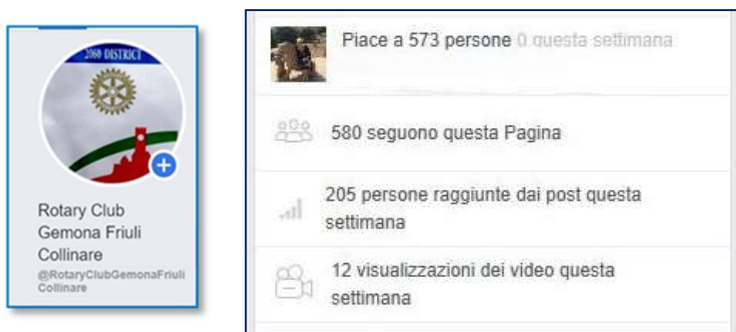 2060 DISTRICT
Rotary Club
Gemona Friuli
Collinare
@RotaryClubGemonaFriuli
Collinare
Piace a 573 persone 0 questa settimana
580 seguono questa Pagina
205 persone raggiunte dai post questa
settimana
12 visualizzazioni dei video questa
settimana